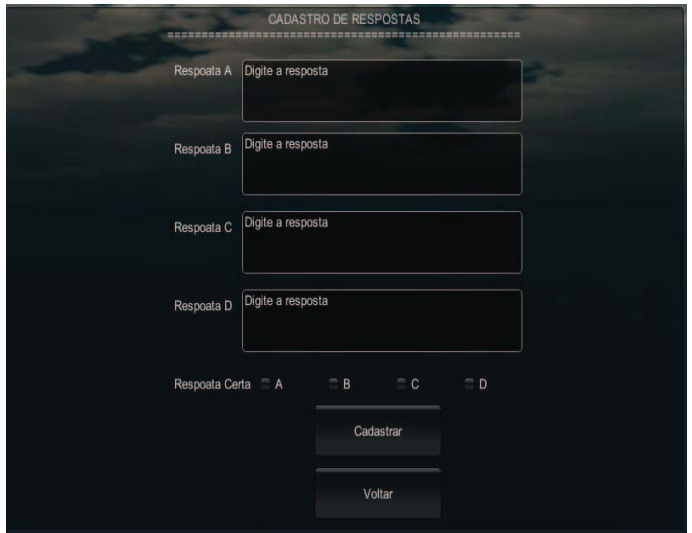 CADASTRO DE RESPOSTAS
====================================================
Respoata A Digite a resposta
Respoata B Digite a resposta
Respoata C Digite a resposta
Respoata D Digite a resposta
Respoata Certa A B C D
Cadastrar
Voltar